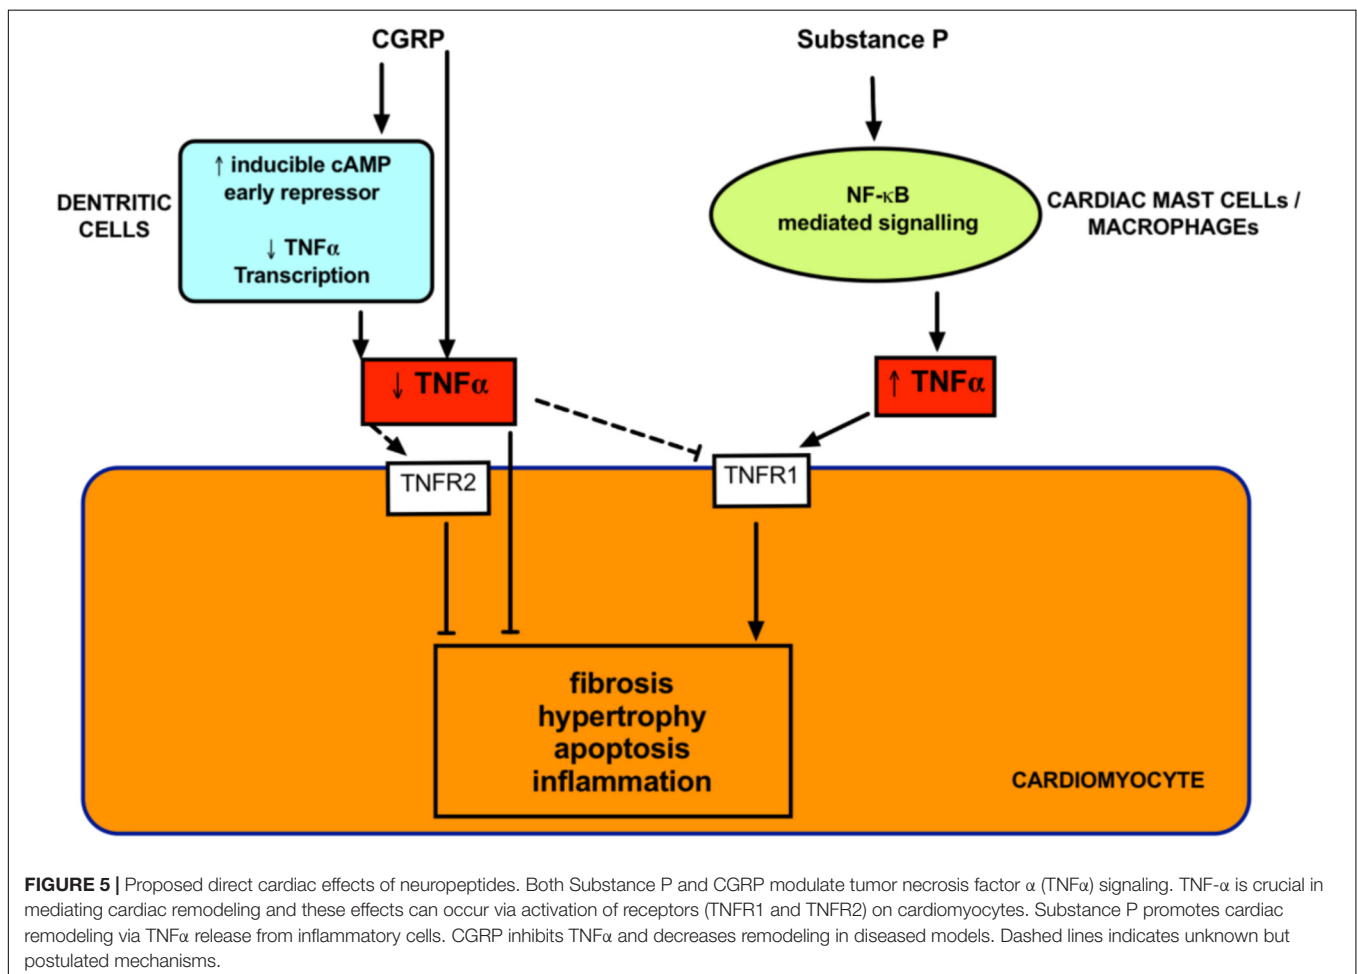 CGRP
Substance P
DENTRITIC
CELLS
↑ inducible cAMP
early repressor
↓ TNFα
Transcription
NF-κB
mediated signalling
CARDIAC MAST CELLs /
MACROPHAGEs
↓ TNFα
↑ TNFα
TNFR2
TNFR1
fibrosis
hypertrophy
apoptosis
inflammation
CARDIOMYOCYTE
FIGURE 5 | Proposed direct cardiac effects of neuropeptides. Both Substance P and CGRP modulate tumor necrosis factor α (TNFα) signaling. TNF-α is crucial in
mediating cardiac remodeling and these effects can occur via activation of receptors (TNFR1 and TNFR2) on cardiomyocytes. Substance P promotes cardiac
remodeling via TNFα release from inflammatory cells. CGRP inhibits TNFα and decreases remodeling in diseased models. Dashed lines indicates unknown but
postulated mechanisms.